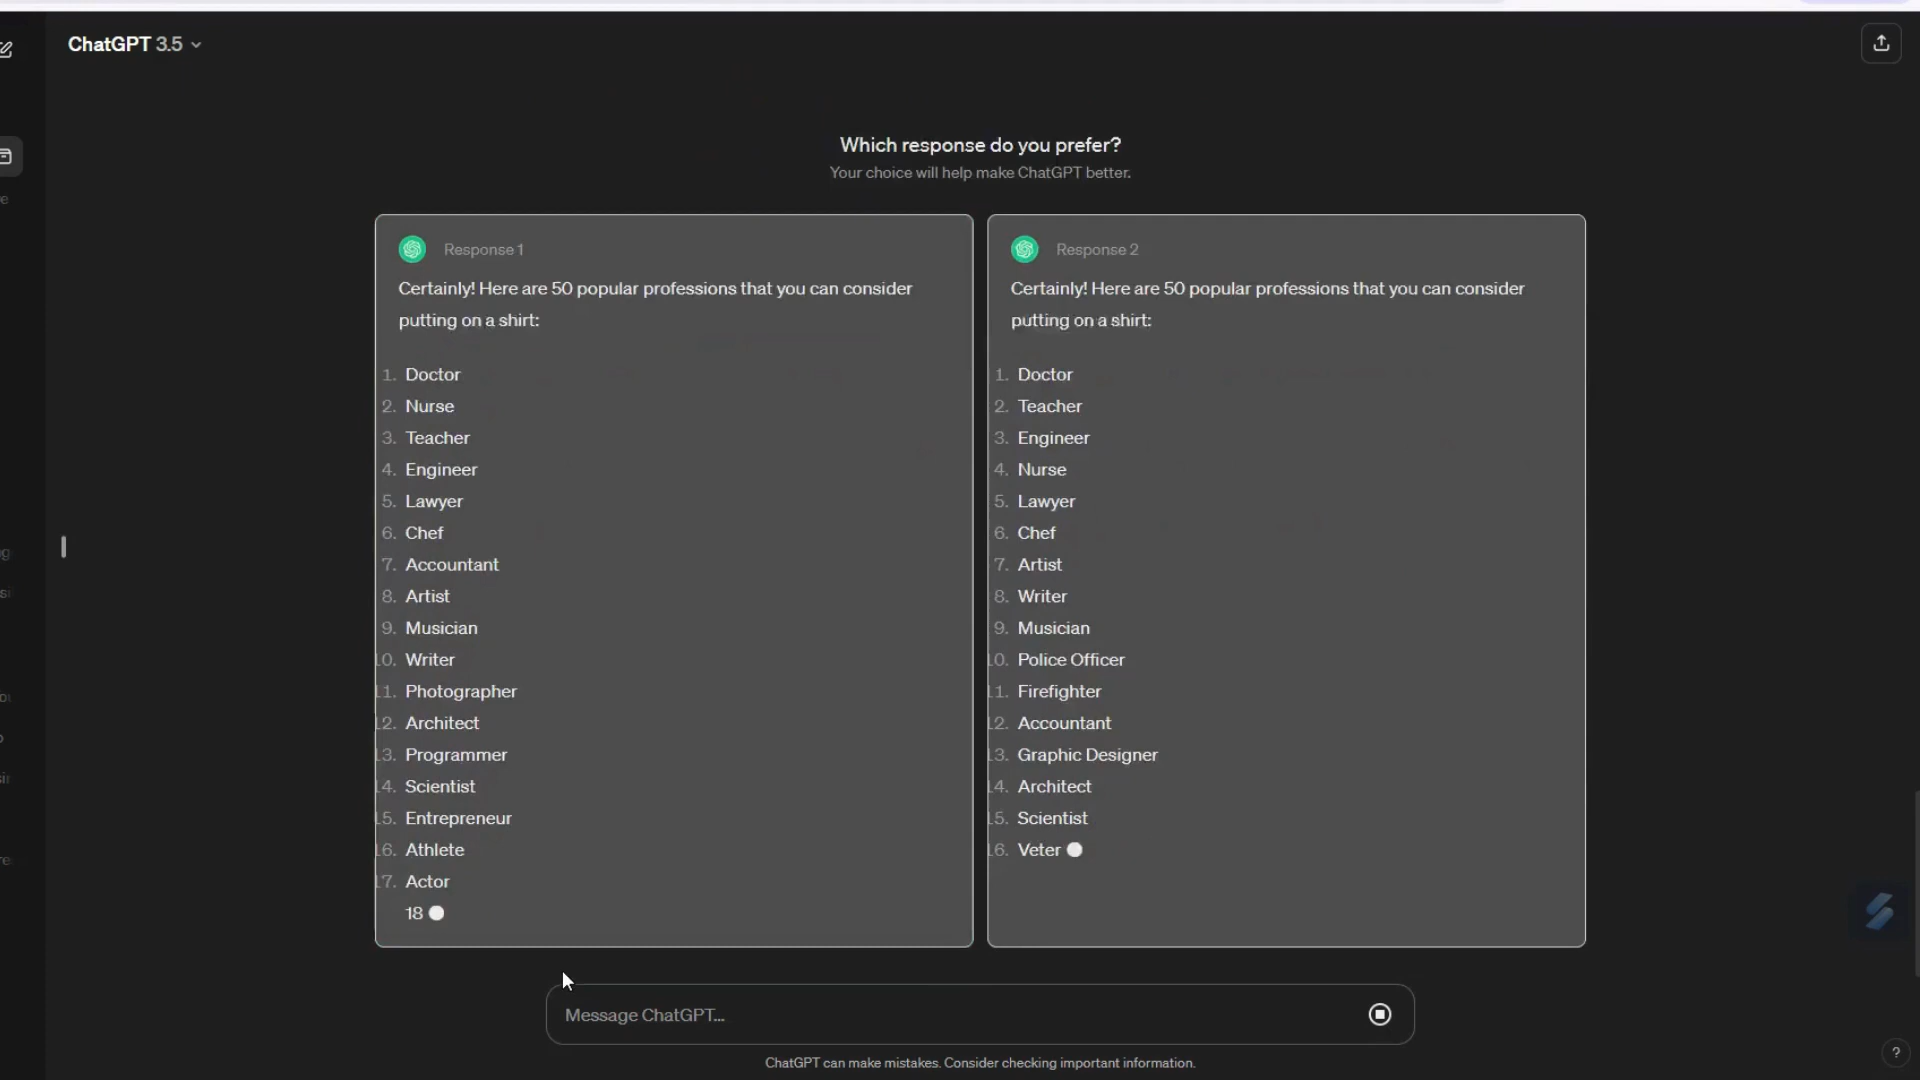 ChatGPT 3.5
Which response do you prefer?
Your choice will help make ChatGPT better.
Response 1
Certainly! Here are 50 popular professions that you can consider
putting on a shirt:
1. Doctor
2. Nurse
3. Teacher
4. Engineer
5. Lawyer
6. Chef
7. Accountant
8. Artist
9. Musician
10. Writer
11. Photographer
12. Architect
13. Programmer
14. Scientist
15. Entrepreneur
16. Athlete
17. Actor
18
Response 2
Certainly! Here are 50 popular professions that you can consider
putting on a shirt:
1. Doctor
2. Teacher
3. Engineer
4. Nurse
5. Lawyer
6. Chef
7. Artist
8. Writer
9. Musician
10. Police Officer
11. Firefighter
12. Accountant
13. Graphic Designer
14. Architect
15. Scientist
16. Veter
Message ChatGPT...
ChatGPT can make mistakes. Consider checking important information.
?